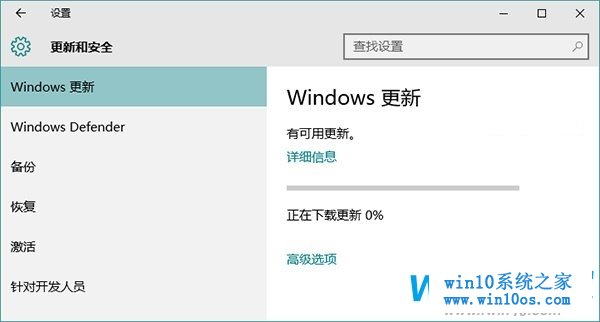 设置
更新和安全
查找设置
Windows 更新
Windows Defender
备份
恢复
激活
针对开发人员
Windows 更新
有可用更新。
详细信息
正在下载更新 0%
高级选项
win10系统之家
www.win10os.com